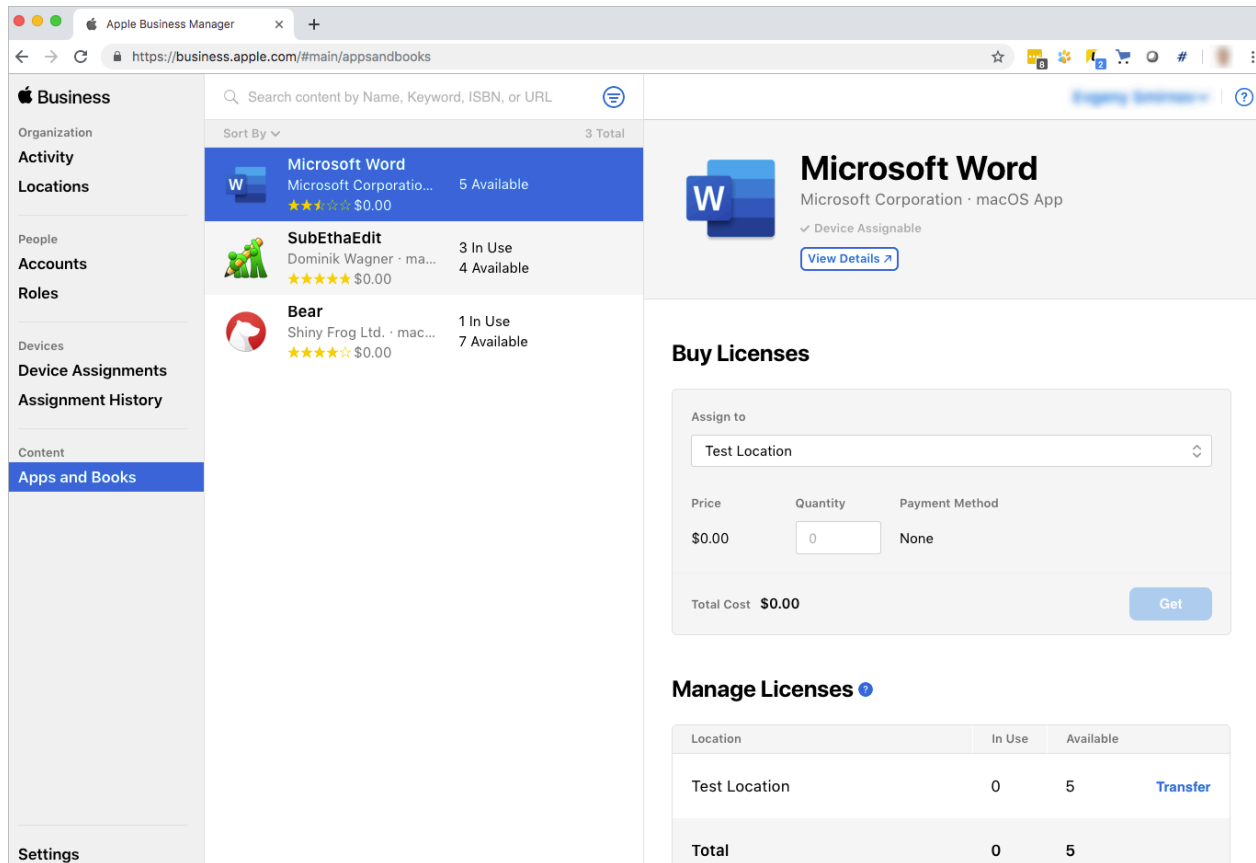 Apple Business Manager
https://business.apple.com/#main/appsandbooks
8
2
#
Business
Organization
Activity
Locations
People
Accounts
Roles
Devices
Device Assignments
Assignment History
Content
Apps and Books
Settings
Search content by Name, Keyword, ISBN, or URL
Sort By
3 Total
Microsoft Word
Microsoft Corporatio...
5 Available
$0.00
SubEthaEdit
3 In Use
Dominik Wagner · ma...
4 Available
$0.00
Bear
1 In Use
Shiny Frog Ltd. · mac...
7 Available
$0.00
?
W
Microsoft Word
Microsoft Corporation · macOS App
Device Assignable
View Details
Buy Licenses
Assign to
Test Location
Price Quantity Payment Method
$0.00 0 None
Total Cost $0.00
Get
Manage Licenses ?
Location In Use Available
Test Location 0 5 Transfer
Total 0 5